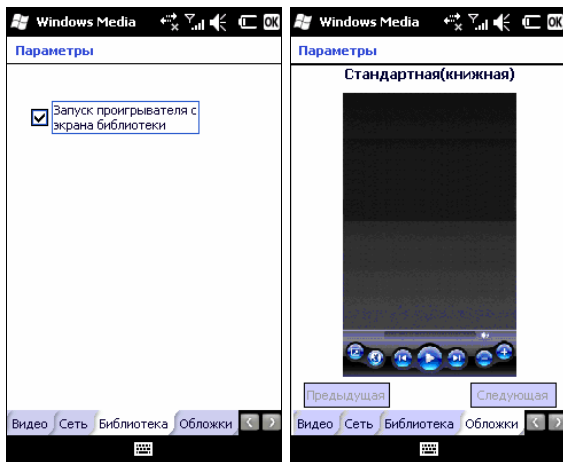 Windows Media
OK
Параметры
Запуск проигрывателя с
экрана библиотеки
Видео Сеть Библиотека Обложки
Windows Media
OK
Параметры
Стандартная(книжная)
Предыдущая Следующая
Видео Сеть Библиотека Обложки